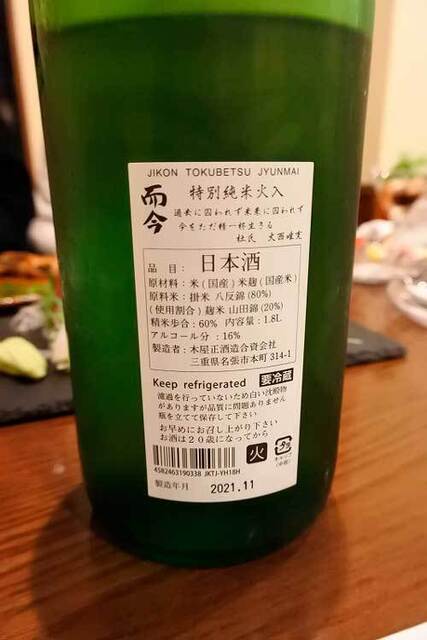 JIKON TOKUBETSU JYUNMAI
而今
特別純米火入
過去に囚われず未来に囚われず
今をただ精一杯生きる
杜氏 大西唯克
品目：日本酒
原材料：米(国産)米麹(国産米)
原料米：掛米 八反錦(80%)
(使用割合) 麹米 山田錦(20%)
精米歩合：60% 内容量：1.8L
アルコール分：16%
製造者：木屋正酒造合資会社
三重県名張市本町 314-1
Keep refrigerated 要冷蔵
濾過を行っていないため白い沈殿物
がありますが品質に問題ありません
瓶を立てて保存して下さい
お早めにお召し上がり下さい
お酒は２０歳になってから
4582463190338 JKTJ-YH18H
火
製造年月 2021.11